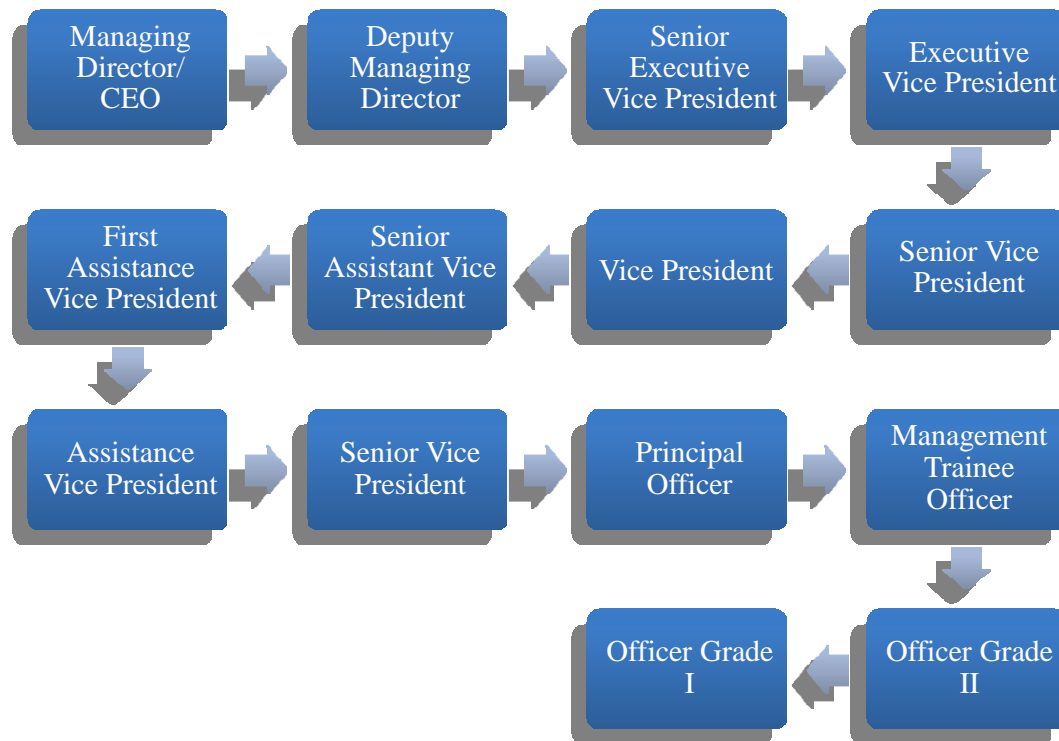 Managing
Director/
CEO
Deputy
Managing
Director
Senior
Executive
Vice President
Executive
Vice President
Senior Vice
President
Vice President
Senior
Assistant Vice
President
First
Assistance
Vice President
Assistance
Vice President
Senior Vice
President
Principal
Officer
Management
Trainee
Officer
Officer Grade
II
Officer Grade
I